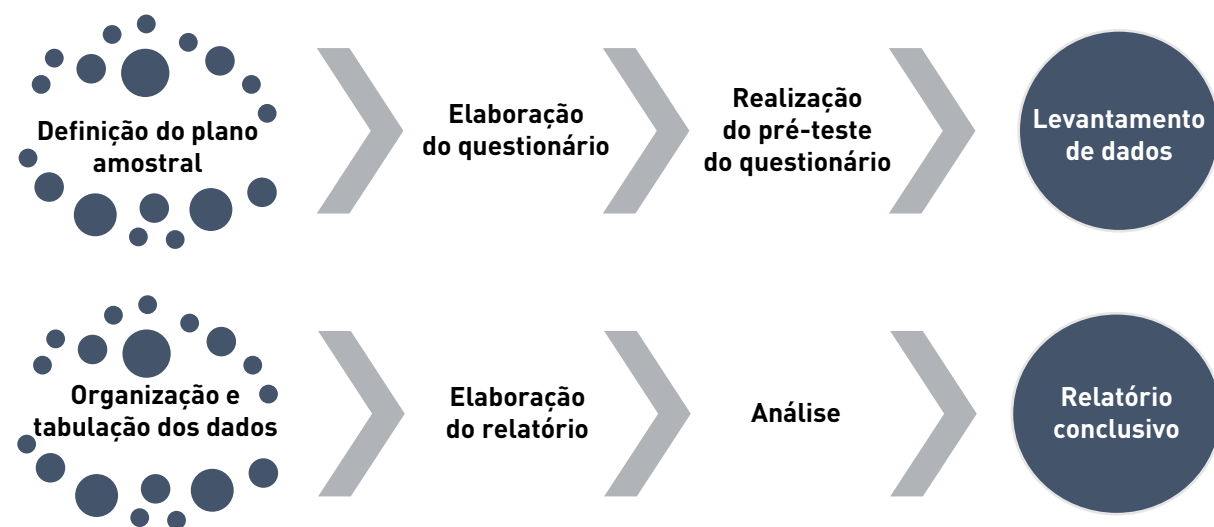 Definição do plano
amostral
Elaboração
do questionário
Realização
do pré-teste
do questionário
Levantamento
de dados
Organização e
tabulação dos dados
Elaboração
do relatório
Análise
Relatório
conclusivo